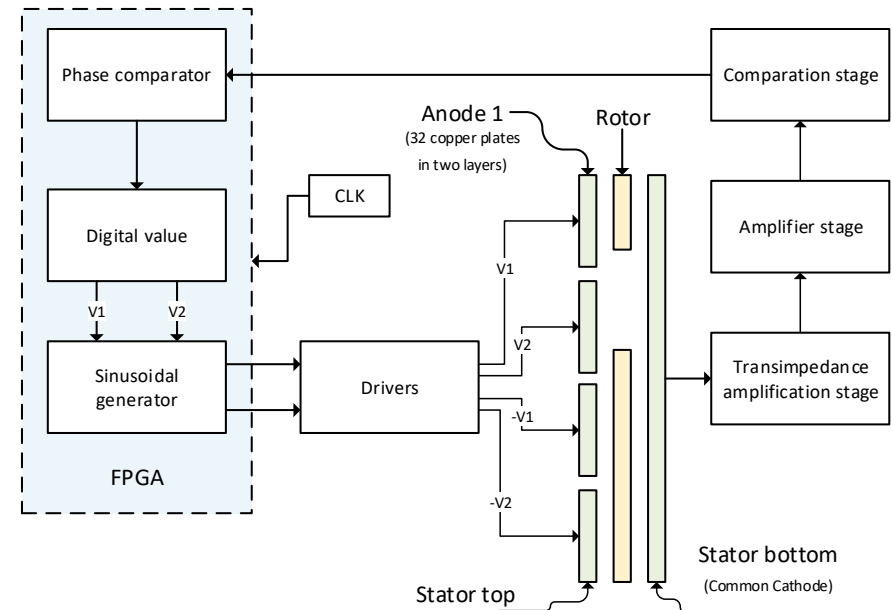 Phase comparator
Comparation stage
Anode 1
(32 copper plates
in two layers)
Rotor
CLK
Digital value
Amplifier stage
V1
V1
V2
V2
Sinusoidal
generator
Drivers
Transimpedance
amplification stage
-V1
FPGA
-V2
Stator bottom
(Common Cathode)
Stator top